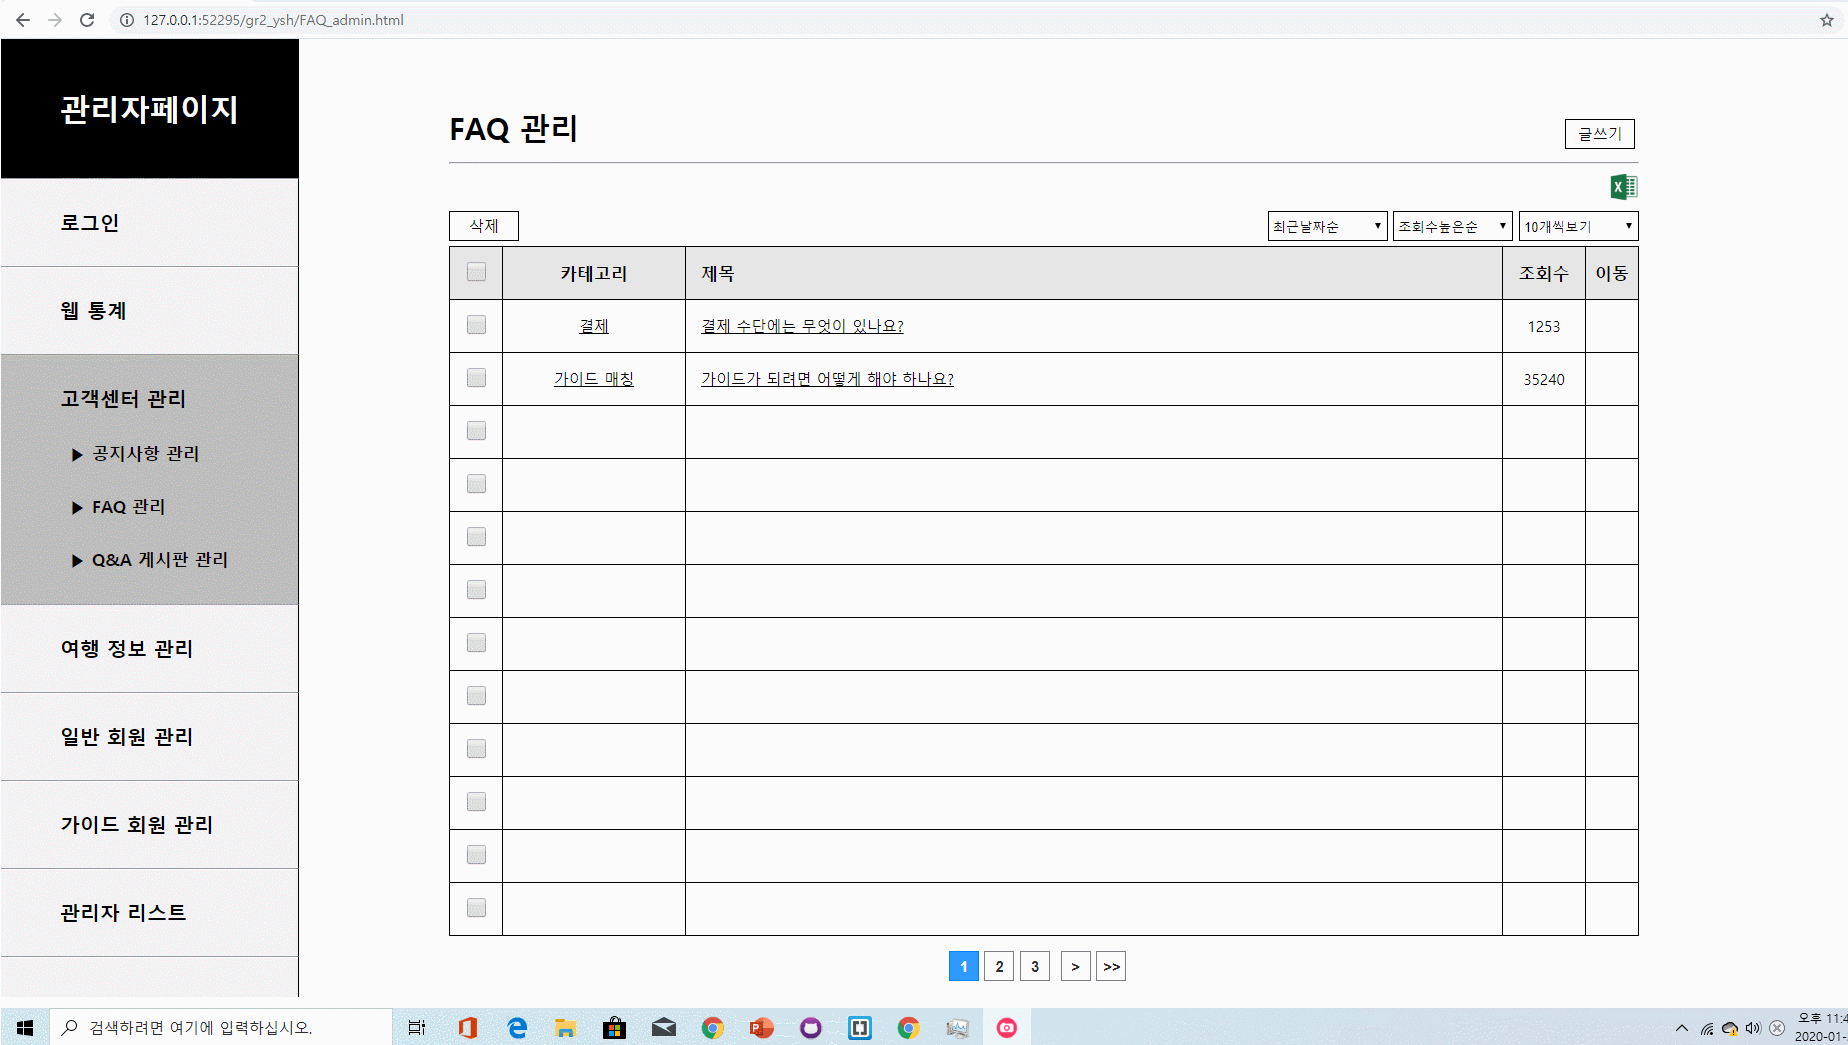 127.0.0.1:52295/gr2_ysh/FAQ_admin.html
관리자페이지
로그인
웹 통계
고객센터 관리
▶ 공지사항 관리
▶ FAQ 관리
▶ Q&A 게시판 관리
여행 정보 관리
일반 회원 관리
가이드 회원 관리
관리자 리스트
FAQ 관리
글쓰기
삭제
최근날짜순 조회수높은순 10개씩보기
카테고리 제목 조회수 이동
결제 결제 수단에는 무엇이 있나요? 1253
가이드 매칭 가이드가 되려면 어떻게 해야 하나요? 35240
1 2 3 > >>
검색하려면 여기에 입력하십시오.
오후 11:4
2020-01-